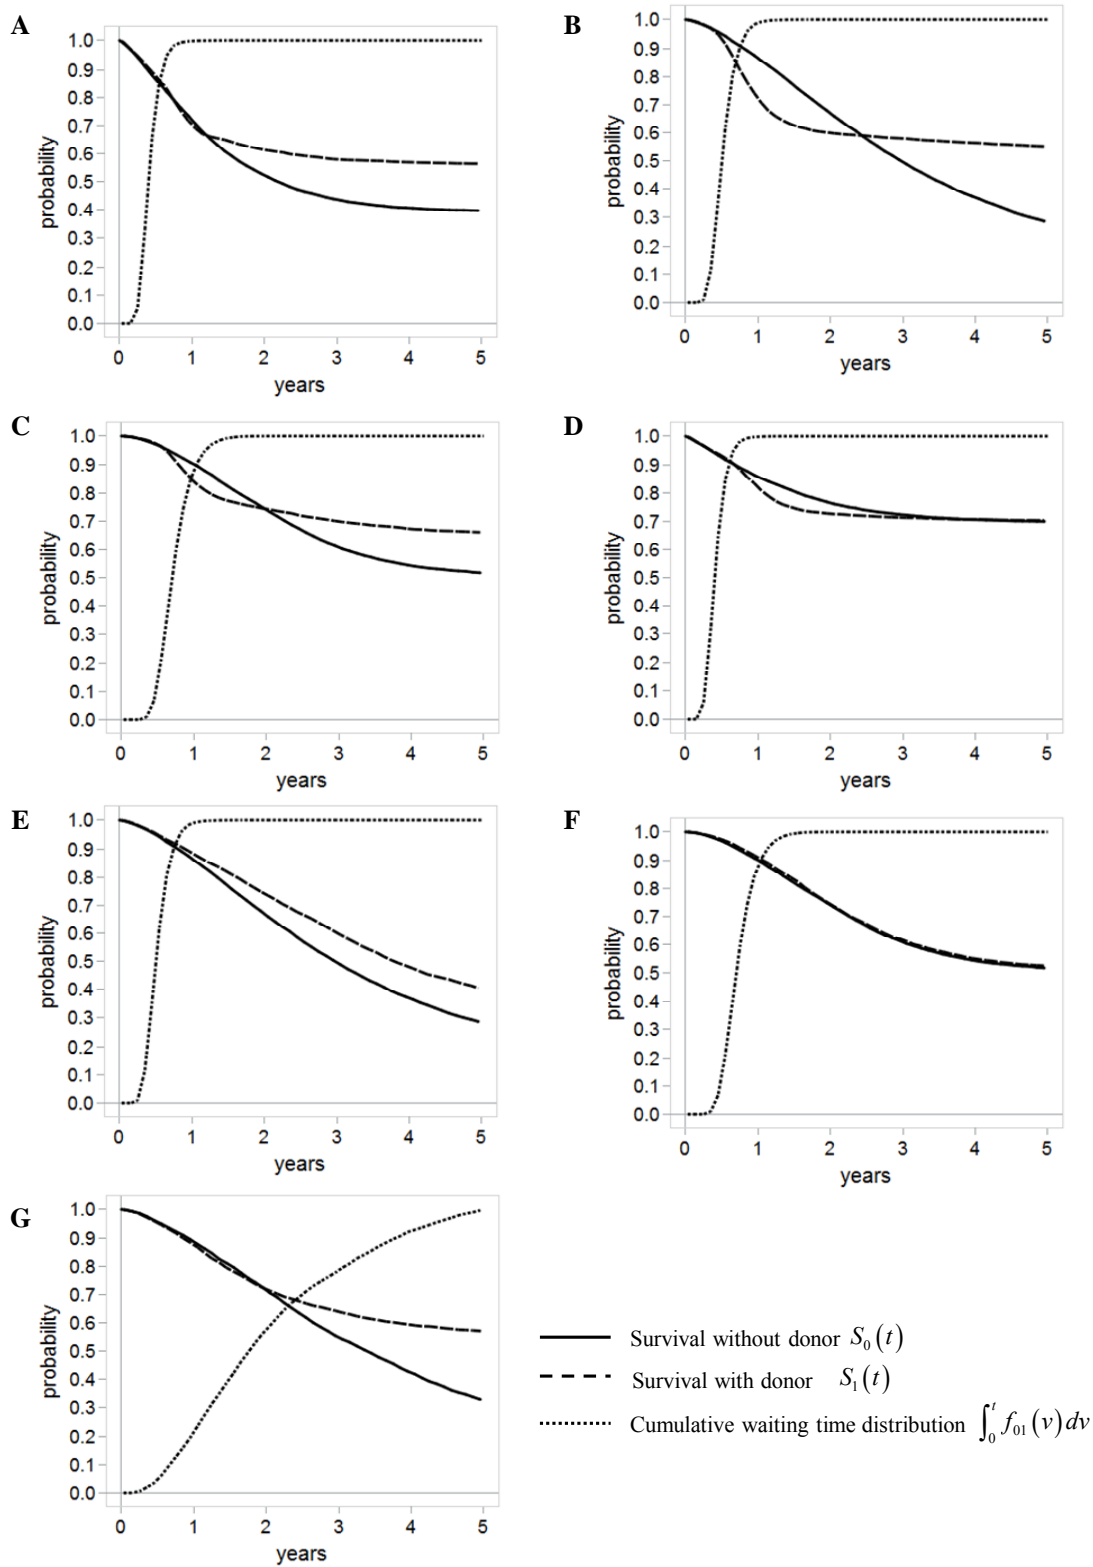 A
1.0
0.9
0.8
0.7
0.6
0.5
0.4
0.3
0.2
0.1
0.0
probability
0 1 2 3 4 5
years
B
1.0
0.9
0.8
0.7
0.6
0.5
0.4
0.3
0.2
0.1
0.0
probability
0 1 2 3 4 5
years
C
1.0
0.9
0.8
0.7
0.6
0.5
0.4
0.3
0.2
0.1
0.0
probability
0 1 2 3 4 5
years
D
1.0
0.9
0.8
0.7
0.6
0.5
0.4
0.3
0.2
0.1
0.0
probability
0 1 2 3 4 5
years
E
1.0
0.9
0.8
0.7
0.6
0.5
0.4
0.3
0.2
0.1
0.0
probability
0 1 2 3 4 5
years
F
1.0
0.9
0.8
0.7
0.6
0.5
0.4
0.3
0.2
0.1
0.0
probability
0 1 2 3 4 5
years
G
1.0
0.9
0.8
0.7
0.6
0.5
0.4
0.3
0.2
0.1
0.0
probability
0 1 2 3 4 5
years
Survival without donor S₀(t)
Survival with donor S₁(t)
Cumulative waiting time distribution ∫₀ᵗ f₀₁(v)dv